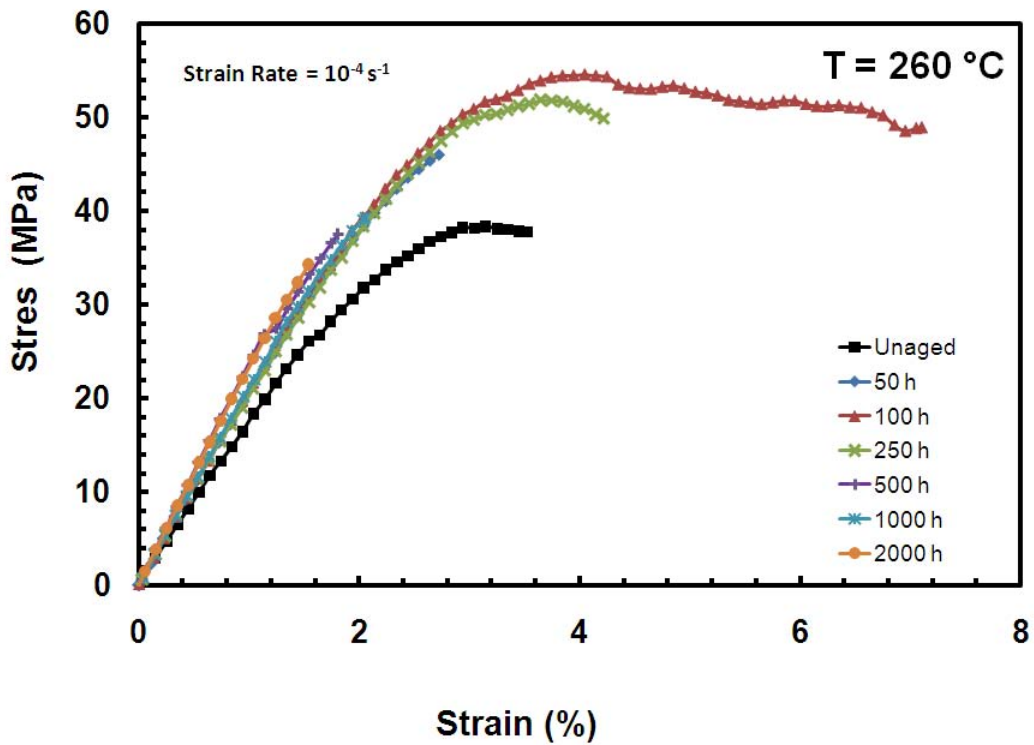 60
50
40
30
20
10
0
Stres (MPa)
Strain Rate = 10⁻⁴ s⁻¹
T = 260 °C
Unaged
50 h
100 h
250 h
500 h
1000 h
2000 h
0 2 4 6 8
Strain (%)